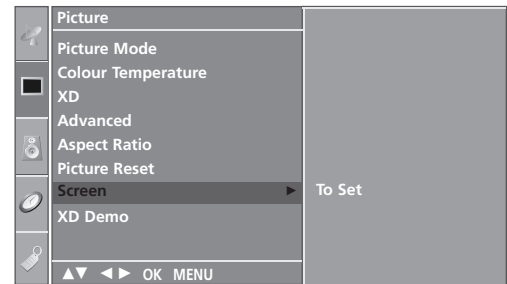 Picture
Picture Mode
Colour Temperature
XD
Advanced
Aspect Ratio
Picture Reset
Screen ► To Set
XD Demo
▲▼ ◄► OK MENU